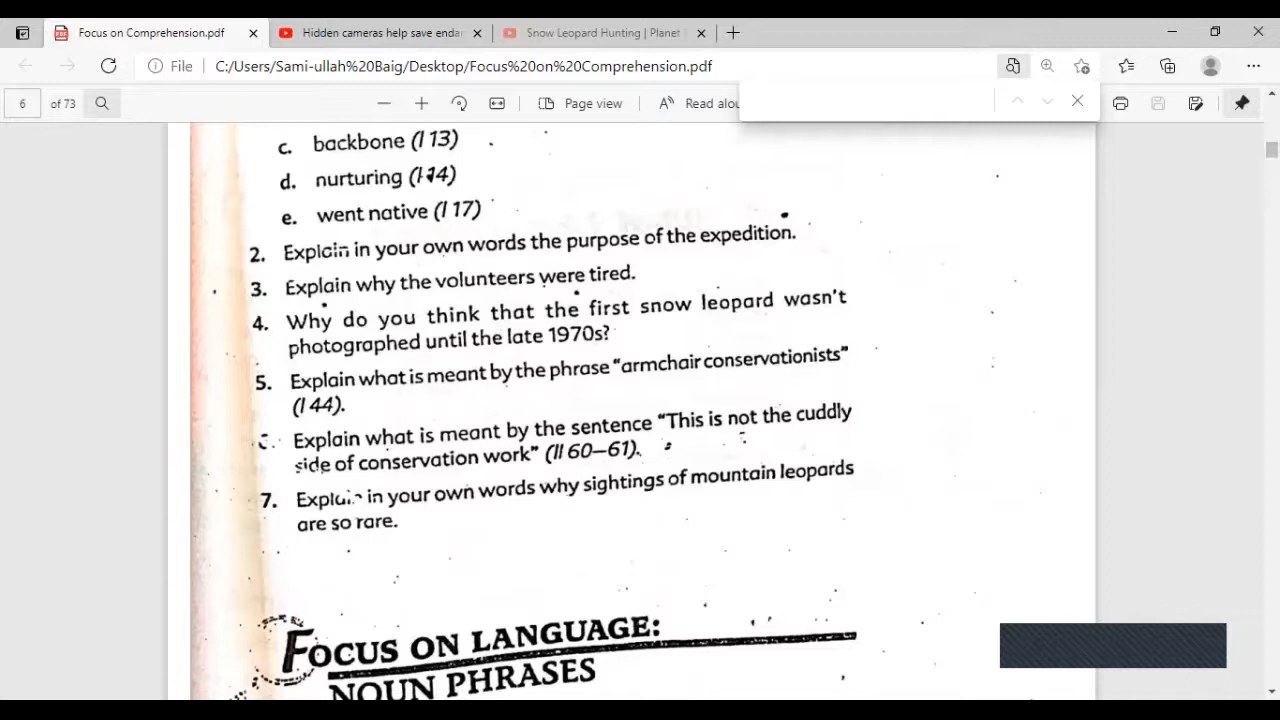 Focus on Comprehension.pdf
Hidden cameras help save enda
Snow Leopard Hunting | Planet
File
C:/Users/Sami-ullah%20Baig/Desktop/Focus%20on%20Comprehension.pdf
6 of 73
Page view
Read alou
c. backbone (l 13)
d. nurturing (l 14)
e. went native (l 17)
2. Explain in your own words the purpose of the expedition.
3. Explain why the volunteers were tired.
4. Why do you think that the first snow leopard wasn't
photographed until the late 1970s?
5. Explain what is meant by the phrase "armchair conservationists"
(l 44).
Explain what is meant by the sentence "This is not the cuddly
side of conservation work" (ll 60–61).
7. Explain in your own words why sightings of mountain leopards
are so rare.
FOCUS ON LANGUAGE:
NOUN PHRASES